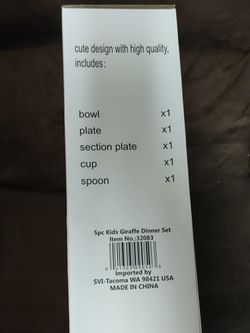 cute design with high quality,
includes:
bowl x1
plate x1
section plate x1
cup x1
spoon x1
5pc Kids Giraffe Dinner Set
Item No.:32083
Imported by
SVI-Tacoma WA 98421 USA
MADE IN CHINA